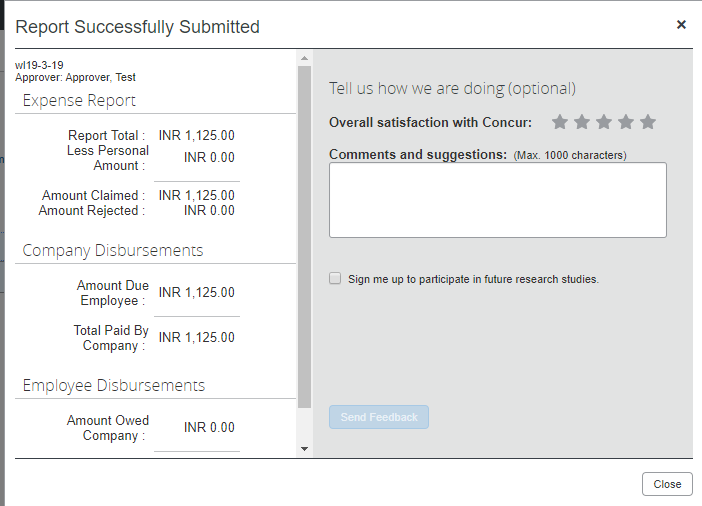 Report Successfully Submitted
wl19-3-19
Approver: Approver, Test
Expense Report
Report Total : INR 1,125.00
Less Personal Amount : INR 0.00
Amount Claimed : INR 1,125.00
Amount Rejected : INR 0.00
Company Disbursements
Amount Due Employee : INR 1,125.00
Total Paid By Company : INR 1,125.00
Employee Disbursements
Amount Owed Company : INR 0.00
Tell us how we are doing (optional)
Overall satisfaction with Concur:
Comments and suggestions: (Max. 1000 characters)
Sign me up to participate in future research studies.
Send Feedback
Close